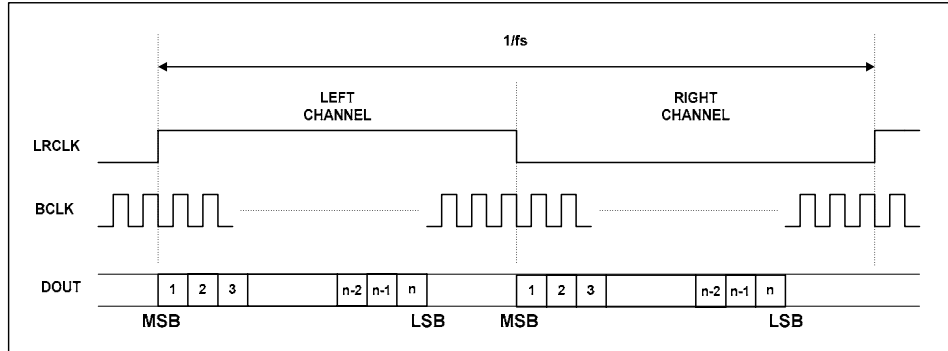 1/fs
LEFT
CHANNEL
RIGHT
CHANNEL
LRCLK
BCLK
DOUT
1 2 3 n-2 n-1 n 1 2 3 n-2 n-1 n
MSB LSB MSB LSB